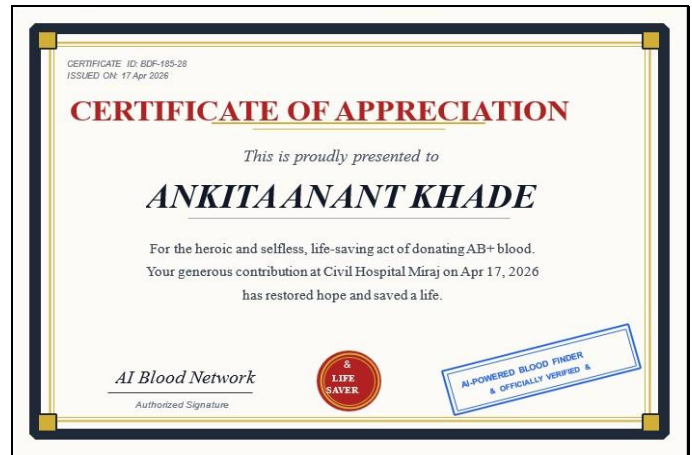 CERTIFICATE ID: BDF-185-28
ISSUED ON: 17 Apr 2026
CERTIFICATE OF APPRECIATION
This is proudly presented to
ANKITA ANANT KHADE
For the heroic and selfless, life-saving act of donating AB+ blood.
Your generous contribution at Civil Hospital Miraj on Apr 17, 2026
has restored hope and saved a life.
&
LIFE
SAVER
AI Blood Network
Authorized Signature
AI-POWERED BLOOD FINDER
& OFFICIALLY VERIFIED &